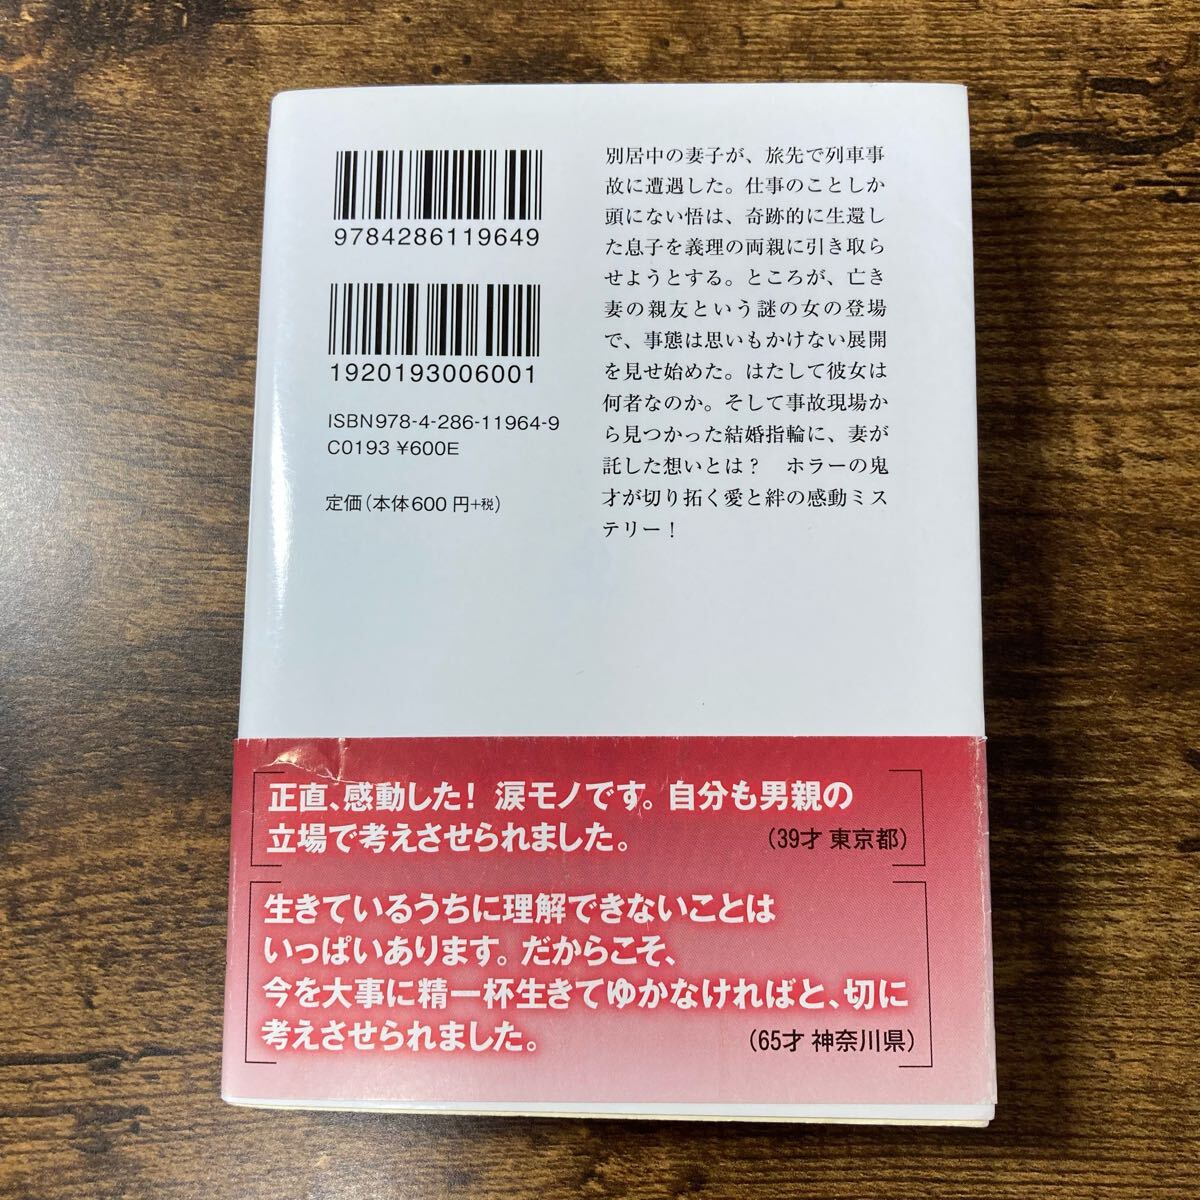 9784286119649
1920193006001
ISBN978-4-286-11964-9
C0193 ¥600E
定価(本体600円+税)
別居中の妻子が、旅先で列車事
故に遭遇した。仕事のことしか
頭にない悟は、奇跡的に生還し
た息子を義理の両親に引き取ら
せようとする。ところが、亡き
妻の親友という謎の女の登場
で、事態は思いもかけない展開
を見せ始めた。はたして彼女は
何者なのか。そして事故現場か
ら見つかった結婚指輪に、妻が
託した想いとは？　ホラーの鬼
才が切り拓く愛と絆の感動ミス
テリー！
正直、感動した！涙モノです。自分も男親の
立場で考えさせられました。 (39才 東京都)
生きているうちに理解できないことは
いっぱいあります。だからこそ、
今を大事に精一杯生きてゆかなければと、切に
考えさせられました。 (65才 神奈川県)